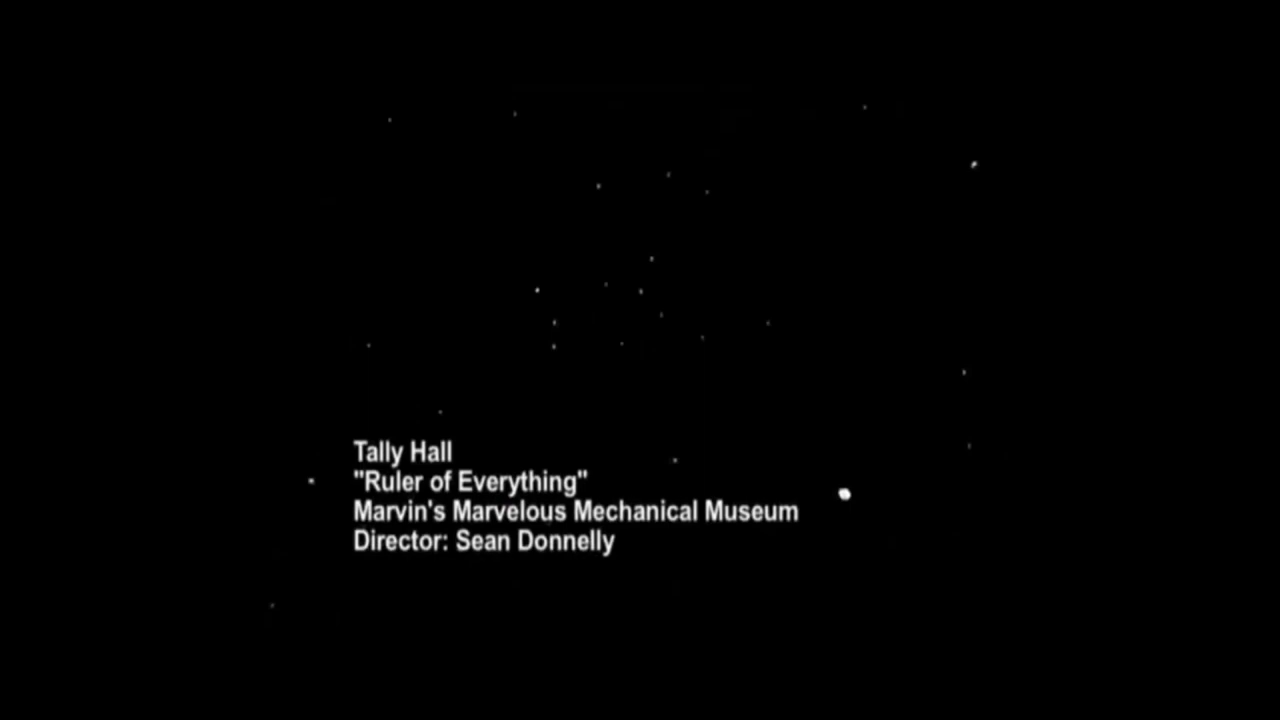 Tally Hall
"Ruler of Everything"
Marvin's Marvelous Mechanical Museum
Director: Sean Donnelly